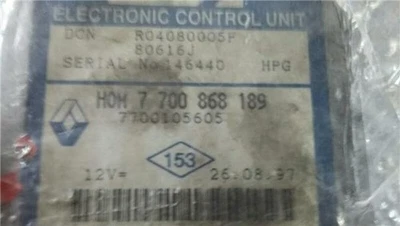 ELECTRONIC CONTROL UNIT
DCN R04080005F
80616J
SERIAL No.146440 HPG
HOM 7 700 868 189
7700105605
153
12V= 26.08.97